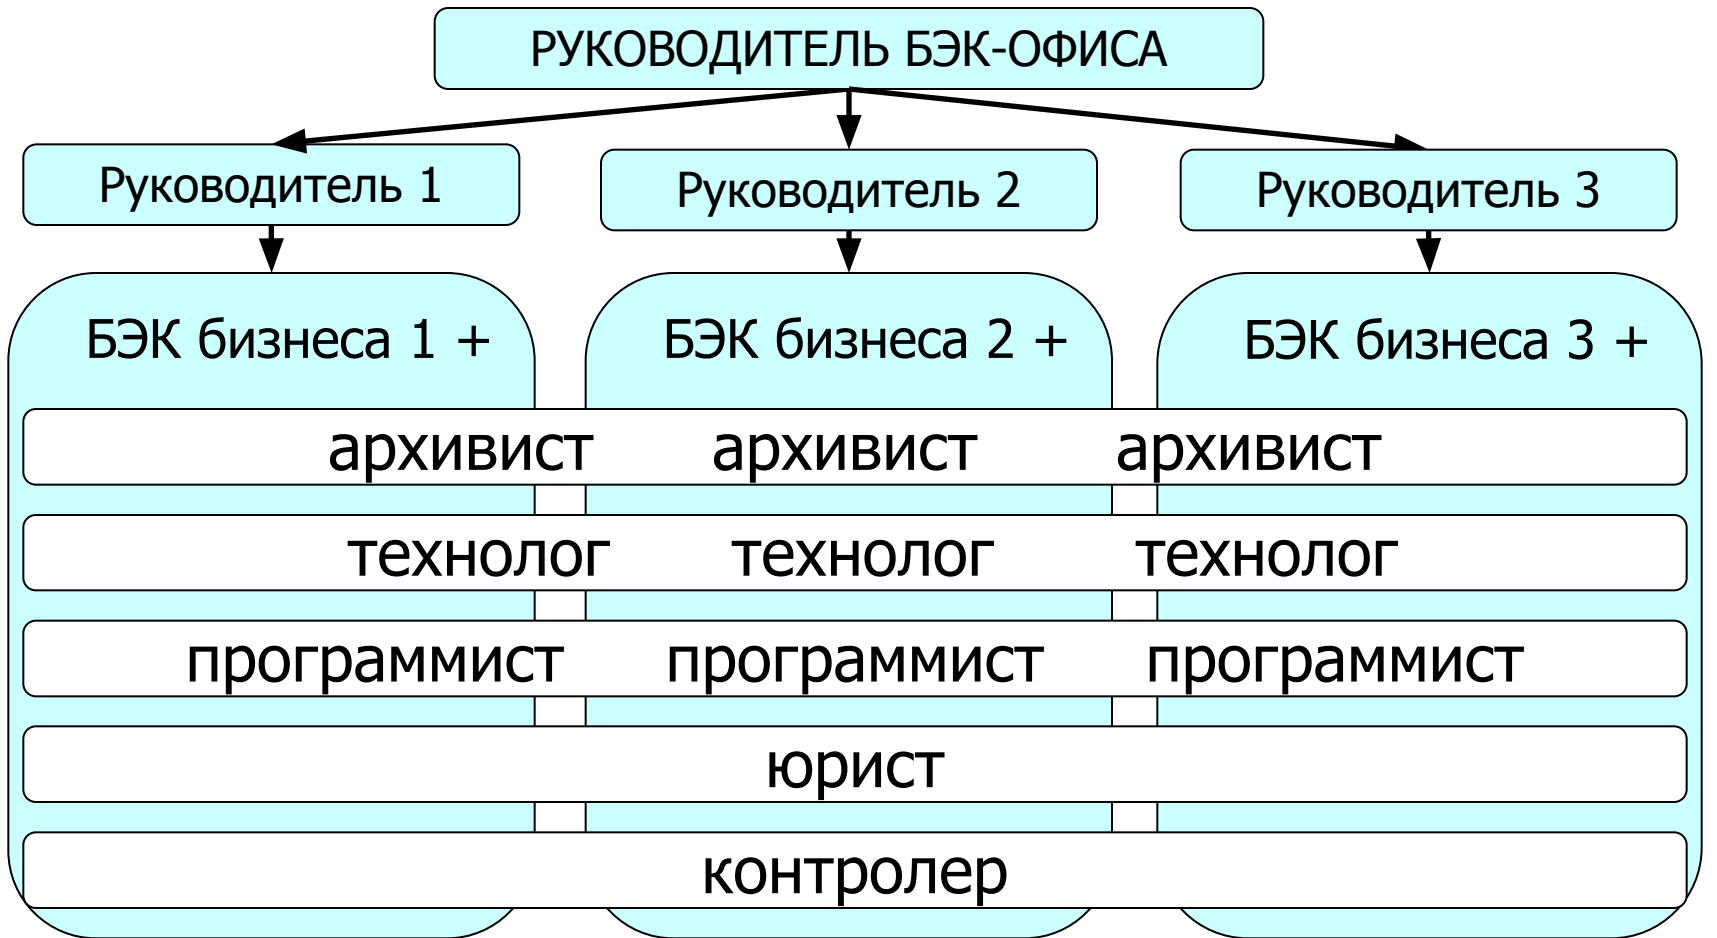 РУКОВОДИТЕЛЬ БЭК-ОФИСА
Руководитель 1
Руководитель 2
Руководитель 3
БЭК бизнеса 1 +
БЭК бизнеса 2 +
БЭК бизнеса 3 +
архивист архивист архивист
технолог технолог технолог
программист программист программист
юрист
контролер